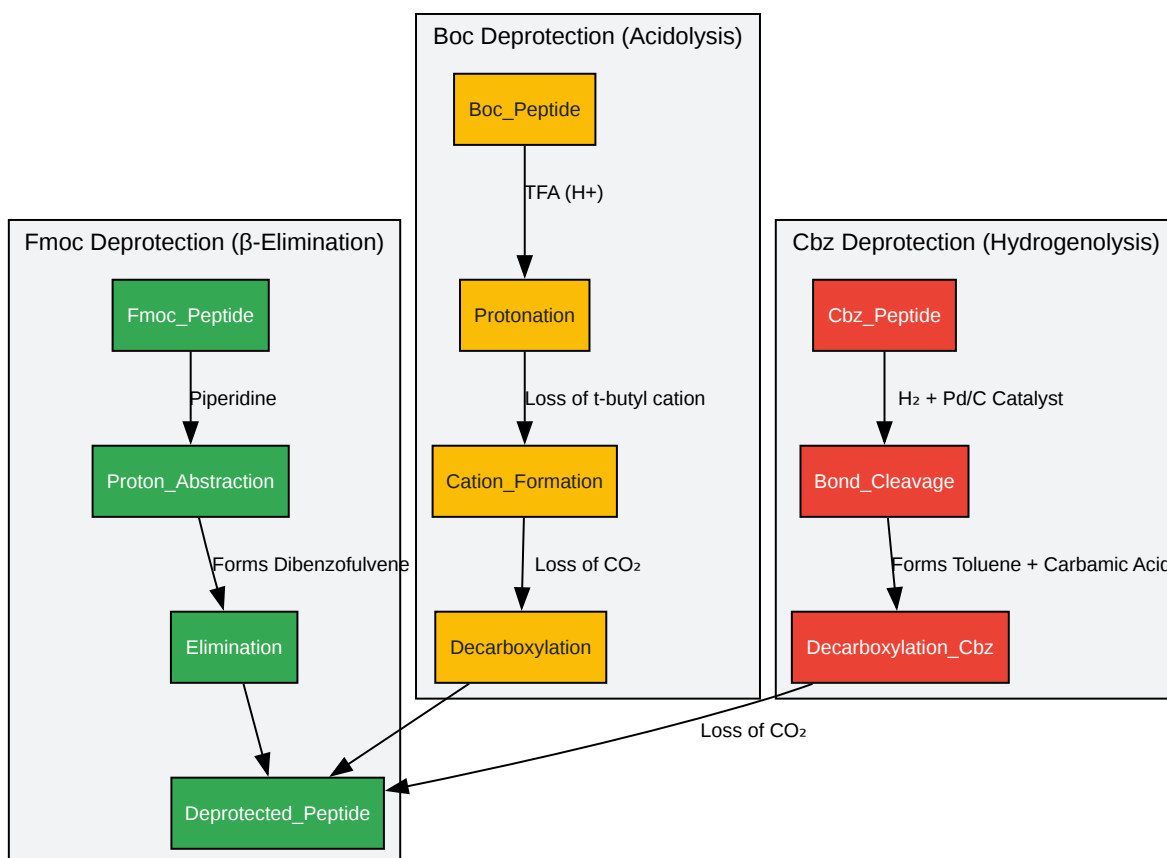 Boc Deprotection (Acidolysis)
Boc_Peptide
TFA (H+)
Protonation
Loss of t-butyl cation
Cation_Formation
Loss of CO₂
Decarboxylation
Fmoc Deprotection (β-Elimination)
Fmoc_Peptide
Piperidine
Proton_Abstraction
Forms Dibenzofulvene
Elimination
Deprotected_Peptide
Cbz Deprotection (Hydrogenolysis)
Cbz_Peptide
H₂ + Pd/C Catalyst
Bond_Cleavage
Forms Toluene + Carbamic Acid
Decarboxylation_Cbz
Loss of CO₂